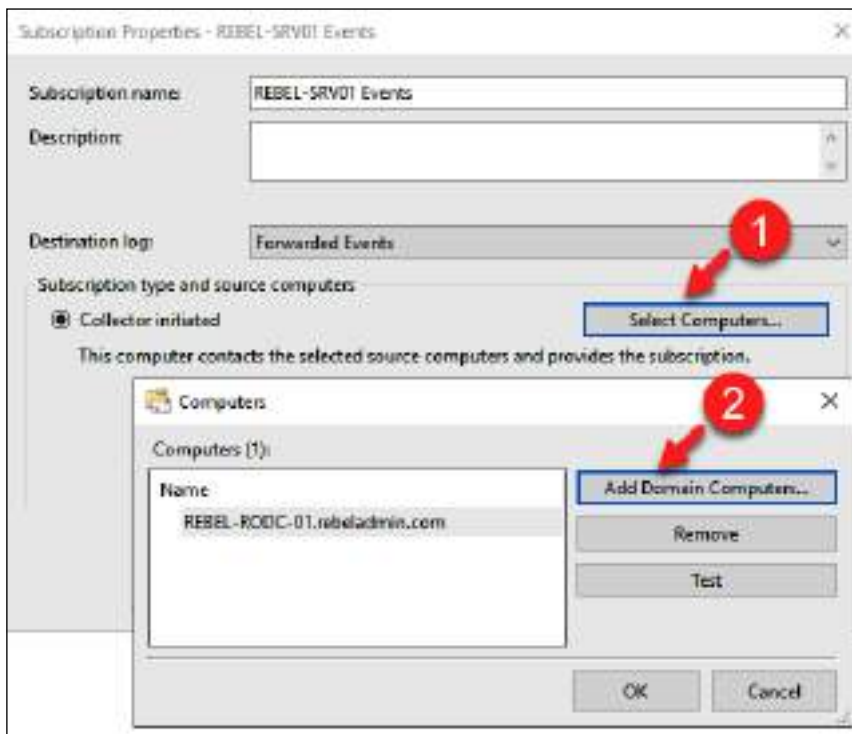 Subscription Properties - REBEL-SRV01 Events
Subscription name: REBEL-SRV01 Events
Description:
Destination log: Forwarded Events
1
Subscription type and source computers
Collector initiated
Select Computers...
This computer contacts the selected source computers and provides the subscription.
Computers
2
Computers (1):
Add Domain Computers...
Name
REBEL-RODC-01.rebeladmin.com
Remove
Test
OK
Cancel